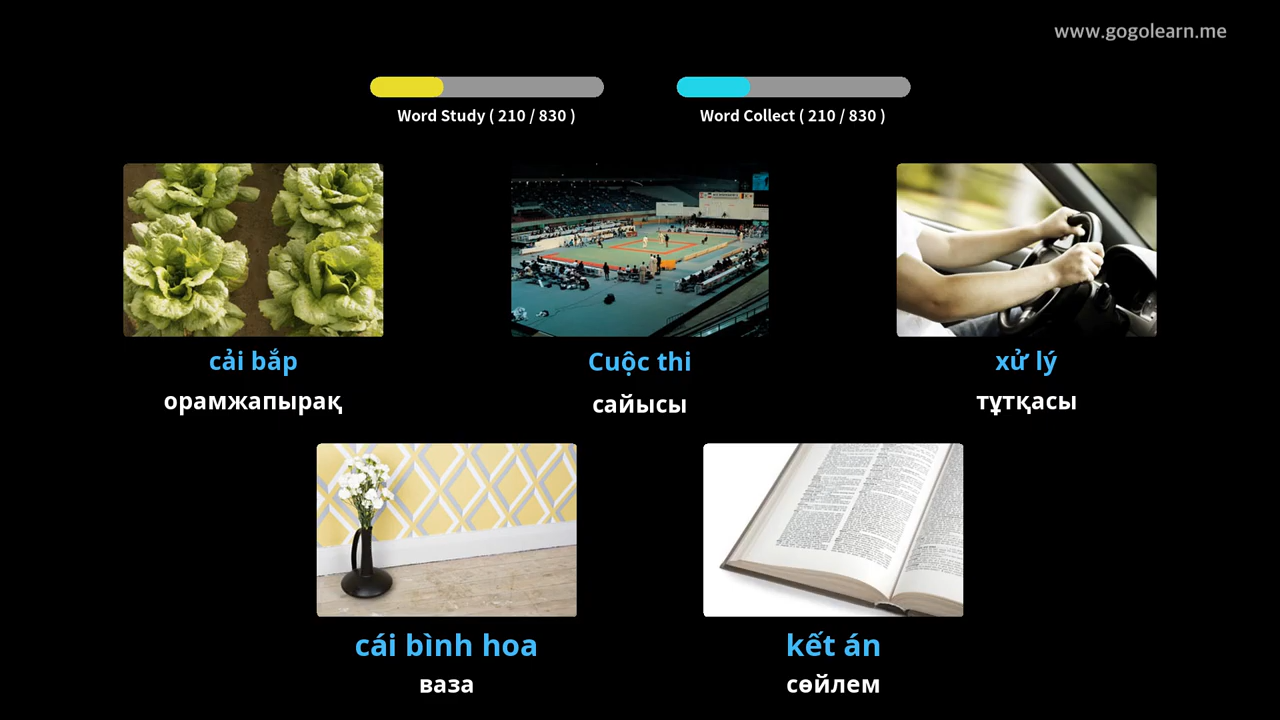 www.gogolearn.me
Word Study ( 210 / 830 )
Word Collect ( 210 / 830 )
cải bắp
орамжапырақ
Cuộc thi
сайысы
xử lý
тұтқасы
cái bình hoa
ваза
kết án
сөйлем